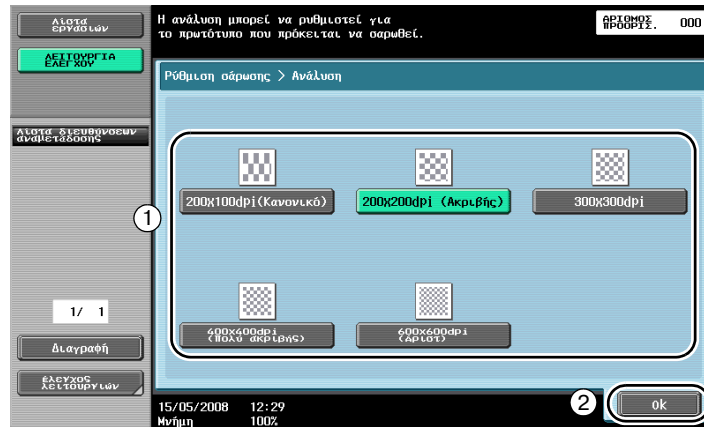 Λίστα
εργασιών
ΛΕΙΤΟΥΡΓΙΑ
ΕΛΕΓΧΟΥ
Λίστα διευθύνσεων
αναμετάδοσης
1/ 1
Διαγραφή
έλεγχος
λειτουργιών
Η ανάλυση μπορεί να ρυθμιστεί για
το πρωτότυπο που πρόκειται να σαρωθεί.
ΑΡΙΘΜΟΣ
ΠΡΟΟΡΙΣ.
000
Ρύθμιση σάρωσης > Ανάλυση
1
200X100dpi(Κανονικό)
200X200dpi (Ακριβής)
300X300dpi
400x400dpi
(Πολύ ακριβής)
600x600dpi
(Αριστ)
2
Ok
15/05/2008 12:29
Μνήμη 100%